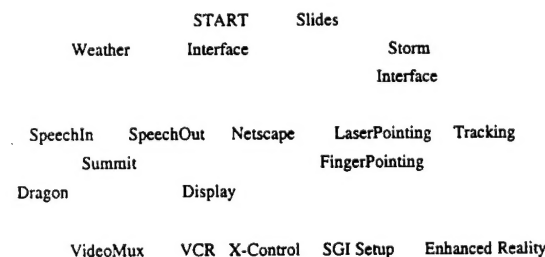 START Slides
Weather Interface Storm
Interface
SpeechIn SpeechOut Netscape LaserPointing Tracking
Summit FingerPointing
Dragon Display
VideoMux VCR X-Control SGI Setup Enhanced Reality